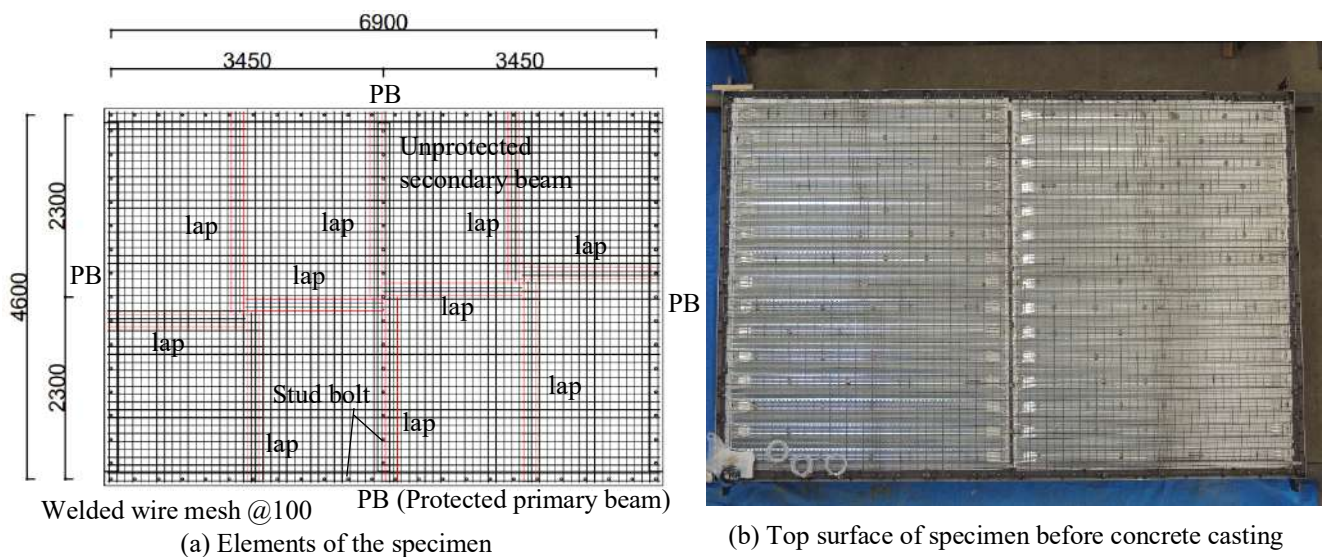 6900
3450
3450
PB
Unprotected
secondary beam
2300
4600
2300
lap
lap
lap
lap
lap
PB
PB
lap
lap
Stud bolt
lap
lap
lap
Welded wire mesh @100
PB (Protected primary beam)
(a) Elements of the specimen
(b) Top surface of specimen before concrete casting